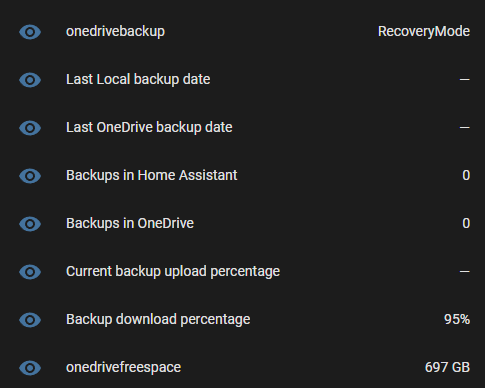 onedrivebackup RecoveryMode
Last Local backup date —
Last OneDrive backup date —
Backups in Home Assistant 0
Backups in OneDrive 0
Current backup upload percentage —
Backup download percentage 95%
onedrivefreespace 697 GB